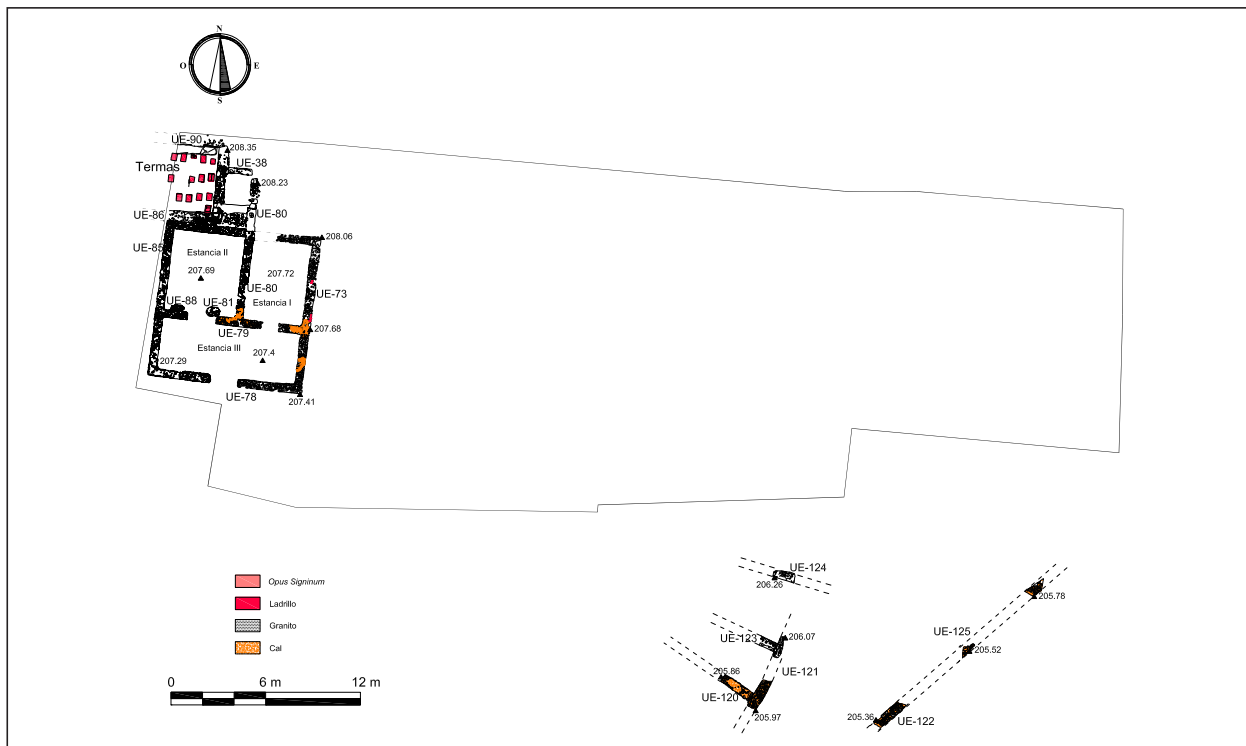 N
O E
S
UE-90
208.35
Termas
UE-38
208.23
UE-86
UE-80
UE-85
208.06
Estancia II
207.69
207.72
UE-80
UE-73
UE-88
UE-81
Estancia I
UE-79
207.68
Estancia III
207.4
207.29
UE-78
207.41
UE-124
206.26
205.78
UE-123
206.07
UE-125
205.52
205.86
UE-121
UE-120
205.97
205.36
UE-122
Opus Signinum
Ladrillo
Granito
Cal
0 6 m 12 m